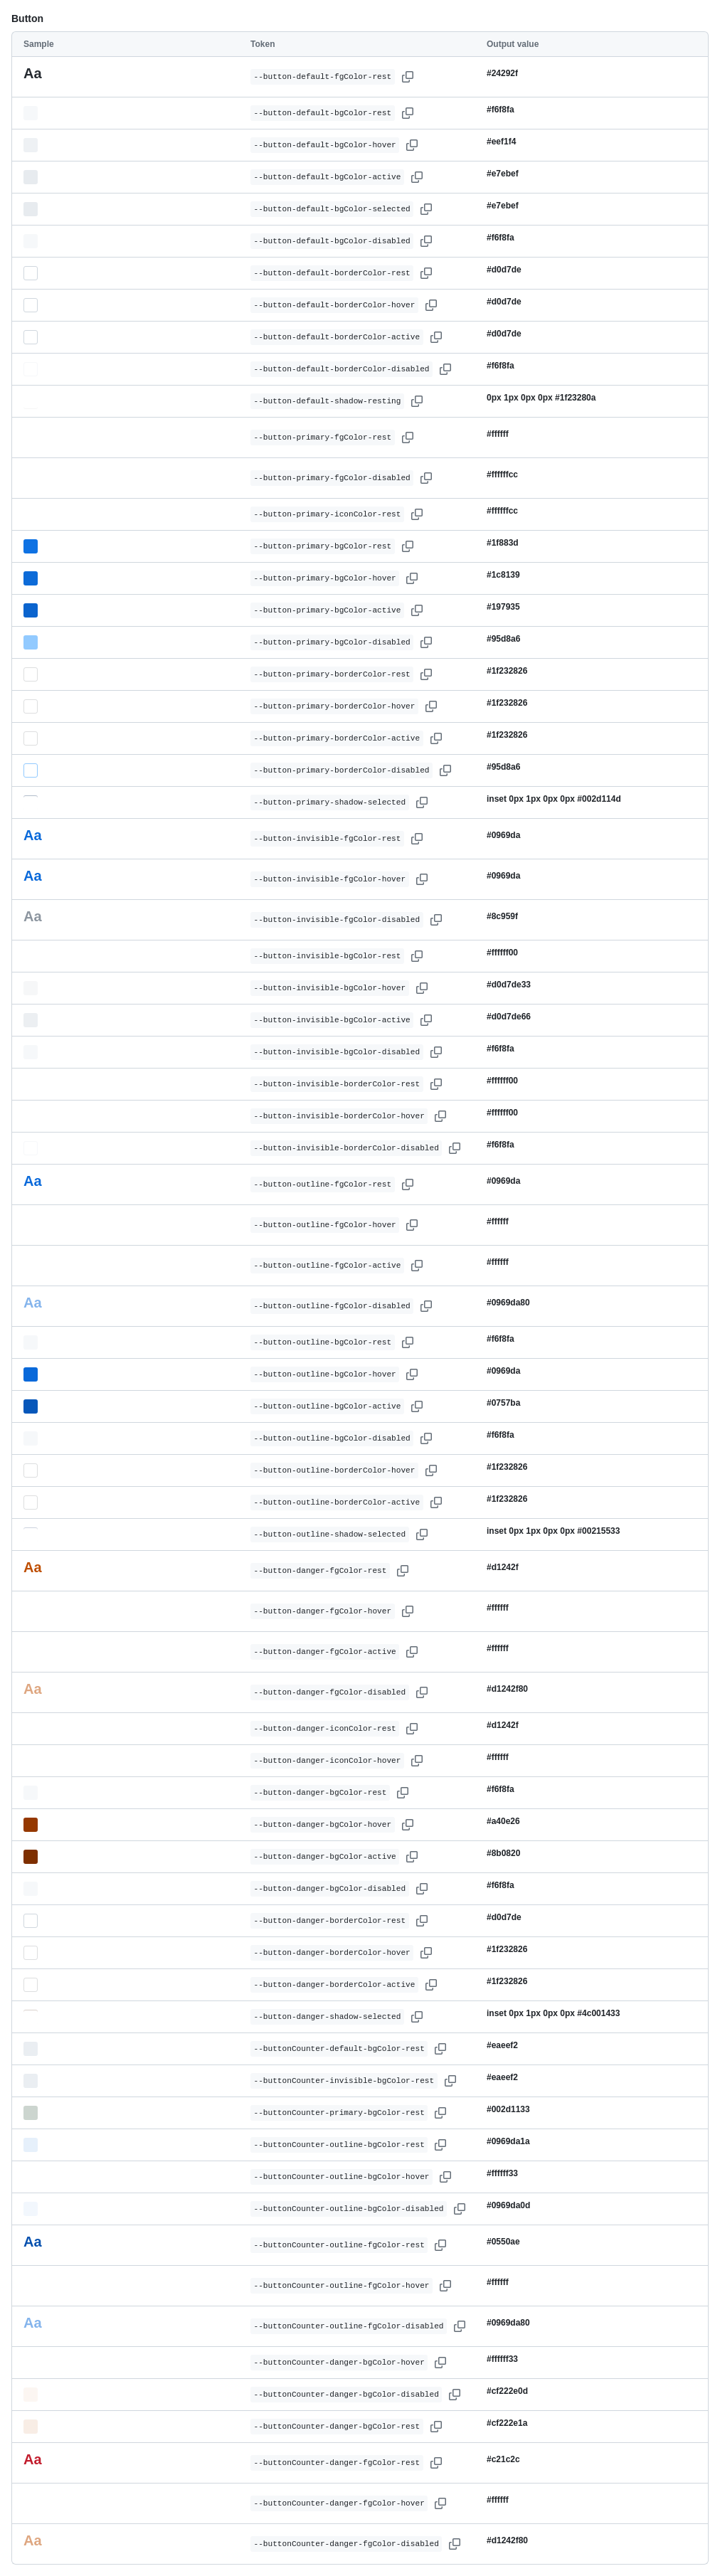 Button
Sample Token Output value
Aa --button-default-fgColor-rest #24292f
--button-default-bgColor-rest #f6f8fa
--button-default-bgColor-hover #eef1f4
--button-default-bgColor-active #e7ebef
--button-default-bgColor-selected #e7ebef
--button-default-bgColor-disabled #f6f8fa
--button-default-borderColor-rest #d0d7de
--button-default-borderColor-hover #d0d7de
--button-default-borderColor-active #d0d7de
--button-default-borderColor-disabled #f6f8fa
--button-default-shadow-resting 0px 1px 0px 0px #1f23280a
--button-primary-fgColor-rest #ffffff
--button-primary-fgColor-disabled #ffffffcc
--button-primary-iconColor-rest #ffffffcc
--button-primary-bgColor-rest #1f883d
--button-primary-bgColor-hover #1c8139
--button-primary-bgColor-active #197935
--button-primary-bgColor-disabled #95d8a6
--button-primary-borderColor-rest #1f232826
--button-primary-borderColor-hover #1f232826
--button-primary-borderColor-active #1f232826
--button-primary-borderColor-disabled #95d8a6
--button-primary-shadow-selected inset 0px 1px 0px 0px #002d114d
Aa --button-invisible-fgColor-rest #0969da
Aa --button-invisible-fgColor-hover #0969da
Aa --button-invisible-fgColor-disabled #8c959f
--button-invisible-bgColor-rest #ffffff00
--button-invisible-bgColor-hover #d0d7de33
--button-invisible-bgColor-active #d0d7de66
--button-invisible-bgColor-disabled #f6f8fa
--button-invisible-borderColor-rest #ffffff00
--button-invisible-borderColor-hover #ffffff00
--button-invisible-borderColor-disabled #f6f8fa
Aa --button-outline-fgColor-rest #0969da
--button-outline-fgColor-hover #ffffff
--button-outline-fgColor-active #ffffff
Aa --button-outline-fgColor-disabled #0969da80
--button-outline-bgColor-rest #f6f8fa
--button-outline-bgColor-hover #0969da
--button-outline-bgColor-active #0757ba
--button-outline-bgColor-disabled #f6f8fa
--button-outline-borderColor-hover #1f232826
--button-outline-borderColor-active #1f232826
--button-outline-shadow-selected inset 0px 1px 0px 0px #00215533
Aa --button-danger-fgColor-rest #d1242f
--button-danger-fgColor-hover #ffffff
--button-danger-fgColor-active #ffffff
Aa --button-danger-fgColor-disabled #d1242f80
--button-danger-iconColor-rest #d1242f
--button-danger-iconColor-hover #ffffff
--button-danger-bgColor-rest #f6f8fa
--button-danger-bgColor-hover #a40e26
--button-danger-bgColor-active #8b0820
--button-danger-bgColor-disabled #f6f8fa
--button-danger-borderColor-rest #d0d7de
--button-danger-borderColor-hover #1f232826
--button-danger-borderColor-active #1f232826
--button-danger-shadow-selected inset 0px 1px 0px 0px #4c001433
--buttonCounter-default-bgColor-rest #eaeef2
--buttonCounter-invisible-bgColor-rest #eaeef2
--buttonCounter-primary-bgColor-rest #002d1133
--buttonCounter-outline-bgColor-rest #0969da1a
--buttonCounter-outline-bgColor-hover #ffffff33
--buttonCounter-outline-bgColor-disabled #0969da0d
Aa --buttonCounter-outline-fgColor-rest #0550ae
--buttonCounter-outline-fgColor-hover #ffffff
Aa --buttonCounter-outline-fgColor-disabled #0969da80
--buttonCounter-danger-bgColor-hover #ffffff33
--buttonCounter-danger-bgColor-disabled #cf222e0d
--buttonCounter-danger-bgColor-rest #cf222e1a
Aa --buttonCounter-danger-fgColor-rest #c21c2c
--buttonCounter-danger-fgColor-hover #ffffff
Aa --buttonCounter-danger-fgColor-disabled #d1242f80